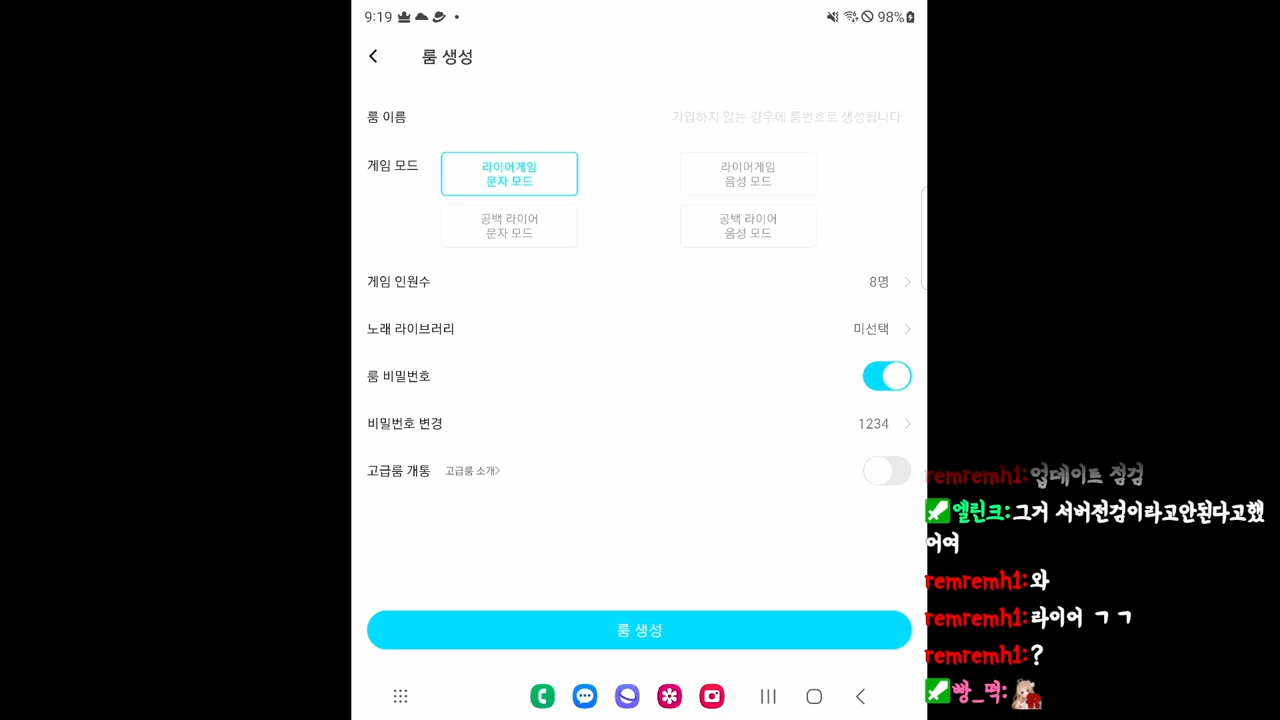 9:19
98%
룸 생성
룸 이름
기입하지 않는 경우에 룸번호로 생성됩니다.
게임 모드
라이어게임
문자 모드
라이어게임
음성 모드
공백 라이어
문자 모드
공백 라이어
음성 모드
게임 인원수
8명
노래 라이브러리
미선택
룸 비밀번호
비밀번호 변경
1234
고급룸 개통
고급룸 소개>
룸 생성
remremh1:업데이트 점검
엘린크:그거 서버전검이라고안된다고했
어여
remremh1:와
remremh1:라이어 ㄱㄱ
remremh1:?
빵_떡: